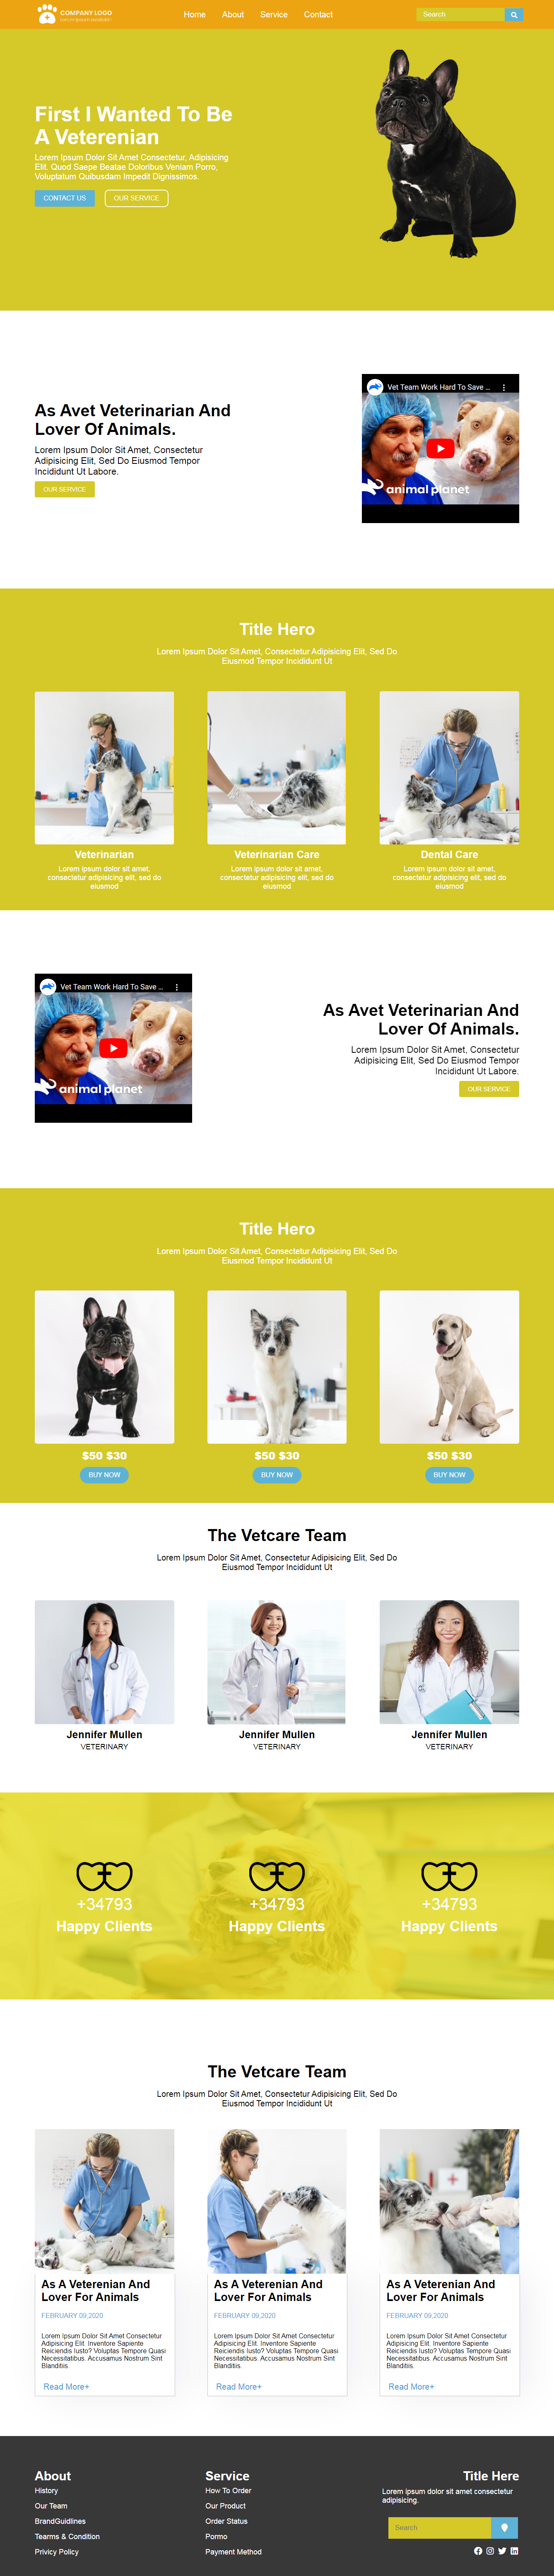 COMPANY LOGO
Home About Service Contact
Search
First I Wanted To Be
A Veterenian
Lorem Ipsum Dolor Sit Amet Consectetur, Adipisicing
Elit. Quod Saepe Beatae Doloribus Veniam Porro,
Voluptatum Quibusdam Impedit Dignissimos.
CONTACT US
OUR SERVICE
As Avet Veterinarian And
Lover Of Animals.
Lorem Ipsum Dolor Sit Amet, Consectetur
Adipisicing Elit, Sed Do Eiusmod Tempor
Incididunt Ut Labore.
OUR SERVICE
Vet Team Work Hard To Save ...
animal planet
Title Hero
Lorem Ipsum Dolor Sit Amet, Consectetur Adipisicing Elit, Sed Do
Eiusmod Tempor Incididunt Ut
Veterinarian
Lorem ipsum dolor sit amet,
consectetur adipisicing elit, sed do
eiusmod
Veterinarian Care
Lorem ipsum dolor sit amet,
consectetur adipisicing elit, sed do
eiusmod
Dental Care
Lorem ipsum dolor sit amet,
consectetur adipisicing elit, sed do
eiusmod
Vet Team Work Hard To Save ...
animal planet
As Avet Veterinarian And
Lover Of Animals.
Lorem Ipsum Dolor Sit Amet, Consectetur
Adipisicing Elit, Sed Do Eiusmod Tempor
Incididunt Ut Labore.
OUR SERVICE
Title Hero
Lorem Ipsum Dolor Sit Amet, Consectetur Adipisicing Elit, Sed Do
Eiusmod Tempor Incididunt Ut
$50 $30
BUY NOW
$50 $30
BUY NOW
$50 $30
BUY NOW
The Vetcare Team
Lorem Ipsum Dolor Sit Amet, Consectetur Adipisicing Elit, Sed Do
Eiusmod Tempor Incididunt Ut
Jennifer Mullen
VETERINARY
Jennifer Mullen
VETERINARY
Jennifer Mullen
VETERINARY
+34793
Happy Clients
+34793
Happy Clients
+34793
Happy Clients
The Vetcare Team
Lorem Ipsum Dolor Sit Amet, Consectetur Adipisicing Elit, Sed Do
Eiusmod Tempor Incididunt Ut
As A Veterenian And
Lover For Animals
FEBRUARY 09,2020
Lorem Ipsum Dolor Sit Amet Consectetur
Adipisicing Elit. Inventore Sapiente
Reiciendis Iusto? Voluptas Tempore Quasi
Necessitatibus. Accusamus Nostrum Sint
Blanditiis.
Read More+
As A Veterenian And
Lover For Animals
FEBRUARY 09,2020
Lorem Ipsum Dolor Sit Amet Consectetur
Adipisicing Elit. Inventore Sapiente
Reiciendis Iusto? Voluptas Tempore Quasi
Necessitatibus. Accusamus Nostrum Sint
Blanditiis.
Read More+
As A Veterenian And
Lover For Animals
FEBRUARY 09,2020
Lorem Ipsum Dolor Sit Amet Consectetur
Adipisicing Elit. Inventore Sapiente
Reiciendis Iusto? Voluptas Tempore Quasi
Necessitatibus. Accusamus Nostrum Sint
Blanditiis.
Read More+
About
History
Our Team
BrandGuidlines
Tearms & Condition
Privicy Policy
Service
How To Order
Our Product
Order Status
Pormo
Payment Method
Title Here
Lorem ipsum dolor sit amet consectetur
adipisicing.
Search